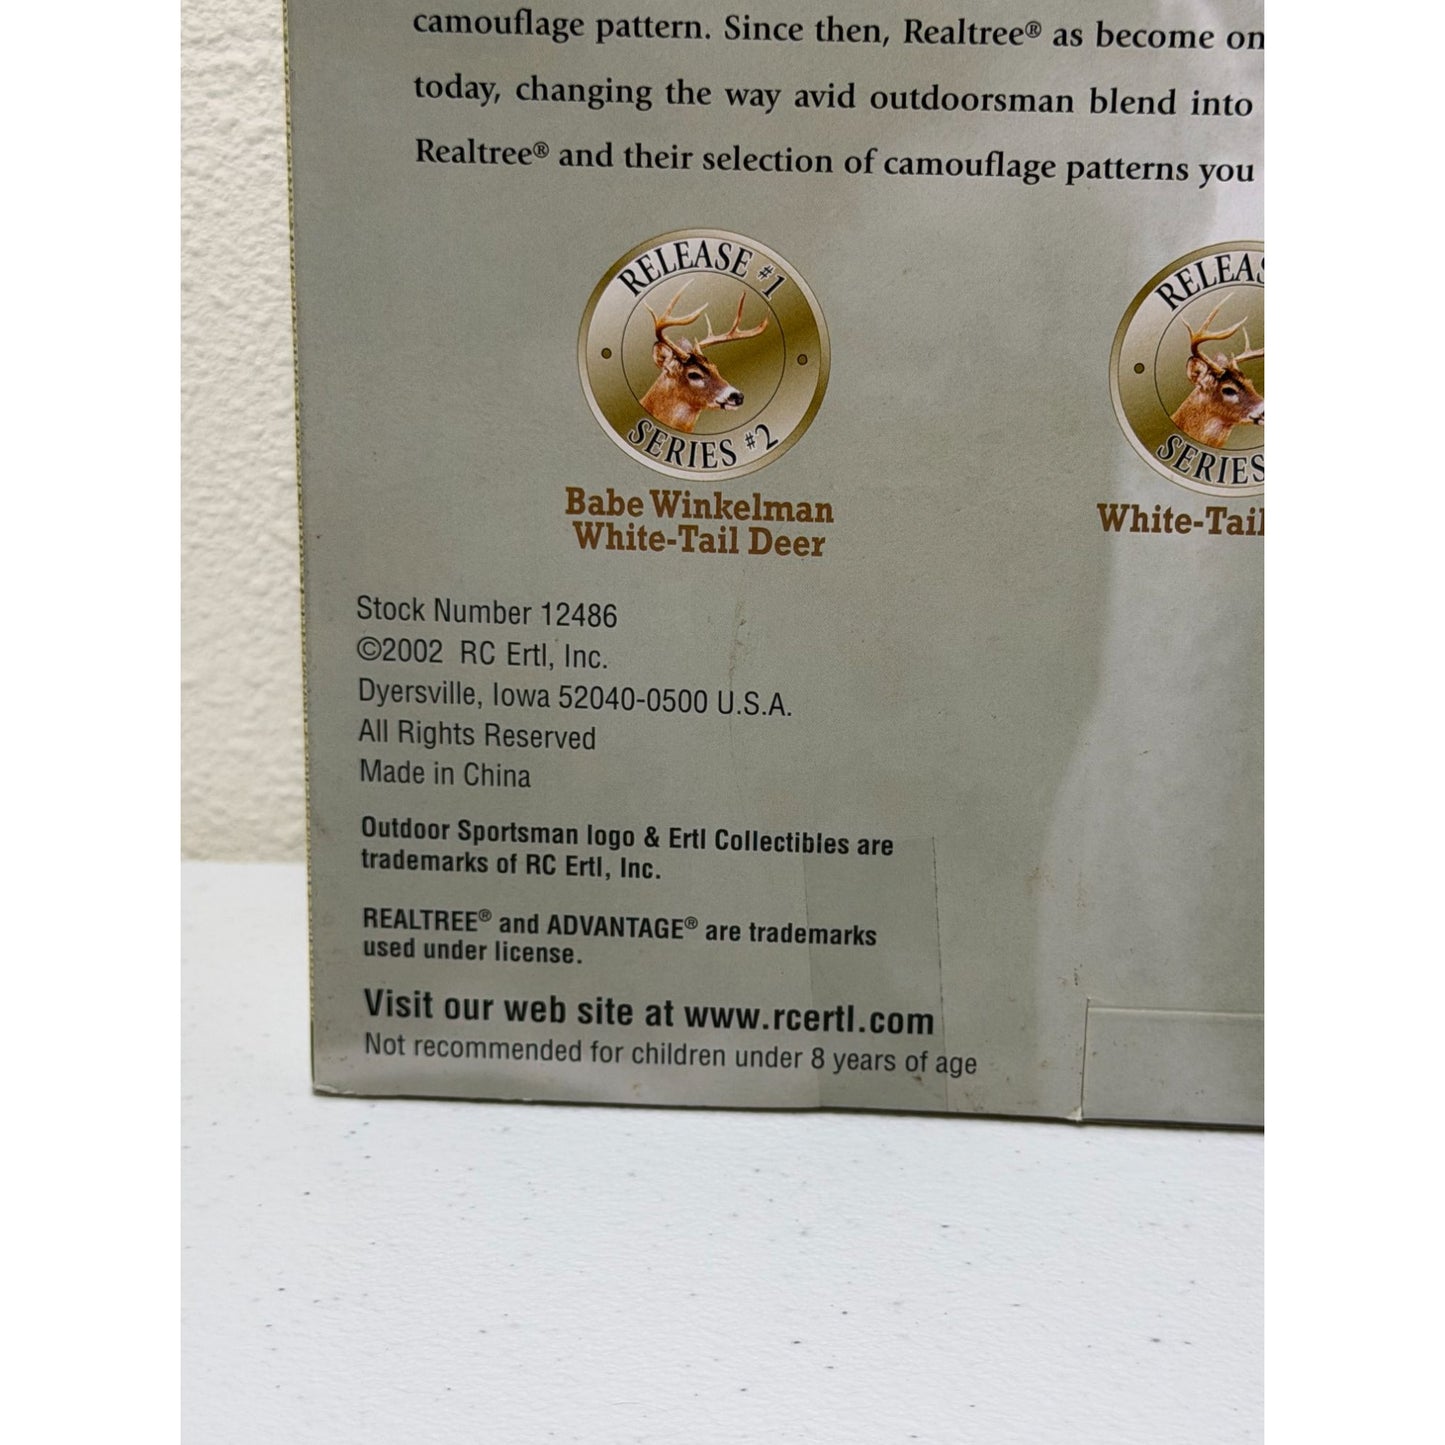 camouflage pattern. Since then, Realtree® as become on
today, changing the way avid outdoorsman blend into
Realtree® and their selection of camouflage patterns you
RELEASE #1
SERIES #2
Babe Winkelman
White-Tail Deer
RELEAS
SERIES
White-Tail
Stock Number 12486
©2002 RC Ertl, Inc.
Dyersville, Iowa 52040-0500 U.S.A.
All Rights Reserved
Made in China
Outdoor Sportsman logo & Ertl Collectibles are
trademarks of RC Ertl, Inc.
REALTREE® and ADVANTAGE® are trademarks
used under license.
Visit our web site at www.rcertl.com
Not recommended for children under 8 years of age